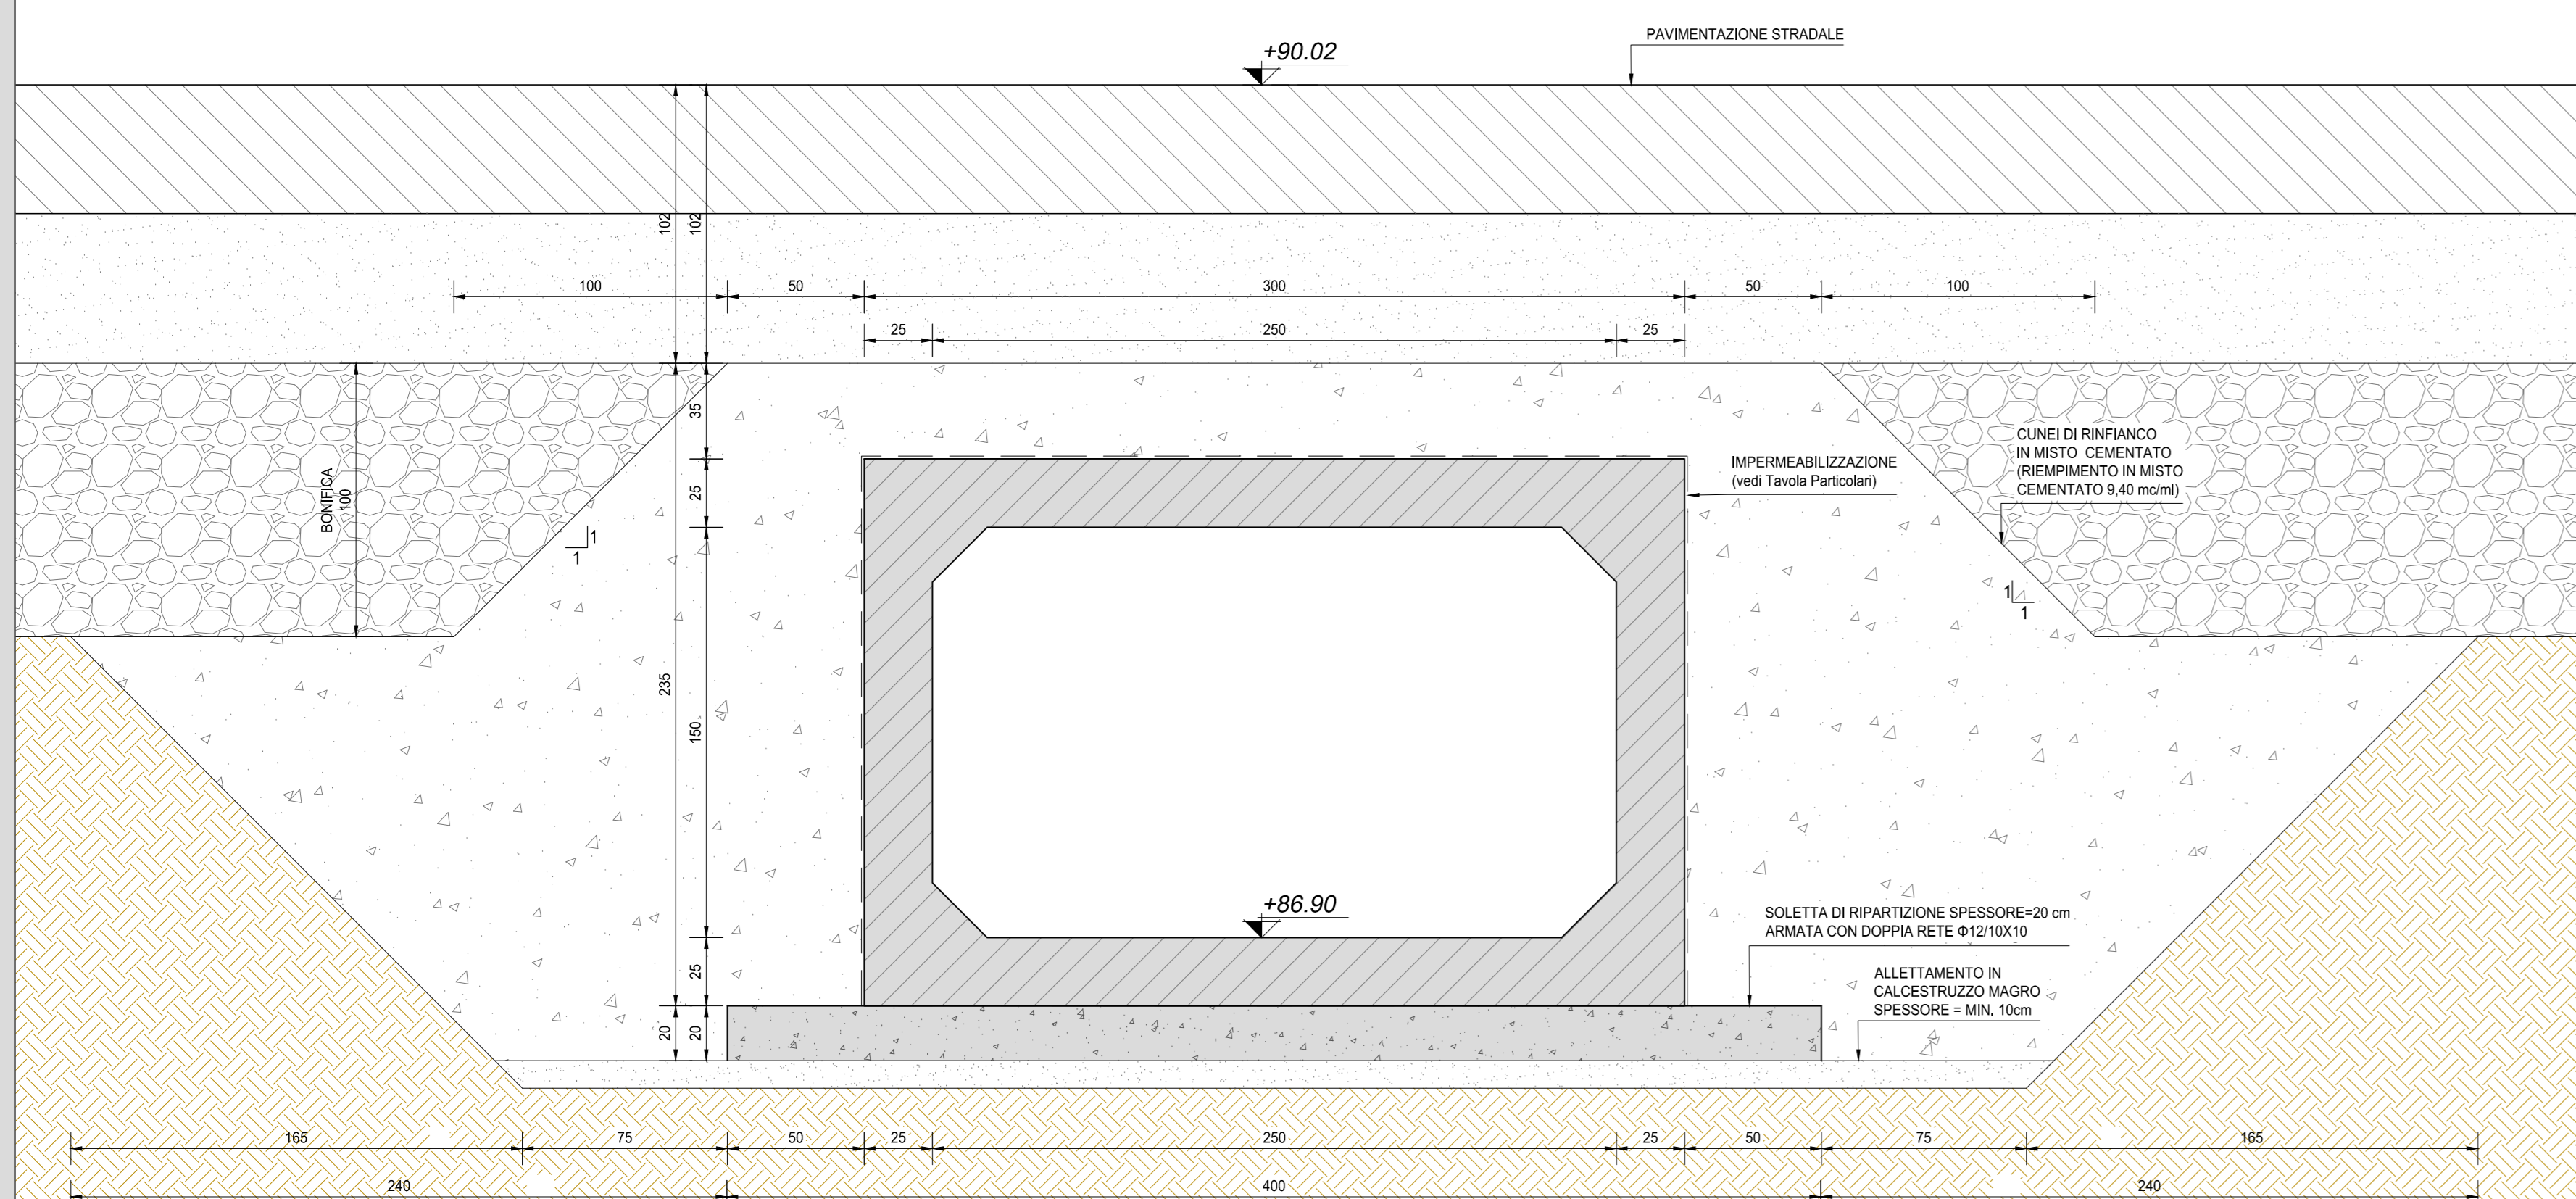 PAVIMENTAZIONE STRADALE
+90.02
102
102
100
50
300
50
100
25
250
25
35
CUNEI DI RINFIANCO
IN MISTO CEMENTATO
(RIEMPIMENTO IN MISTO
CEMENTATO 9,40 mc/ml)
IMPERMEABILIZZAZIONE
(vedi Tavola Particolari)
BONIFICA
100
25
1
1
1
1
235
150
+86.90
SOLETTA DI RIPARTIZIONE SPESSORE=20 cm
ARMATA CON DOPPIA RETE Φ12/10X10
25
ALLETTAMENTO IN
CALCESTRUZZO MAGRO
SPESSORE = MIN. 10cm
20
20
165
75
50
25
250
25
50
75
165
240
400
240